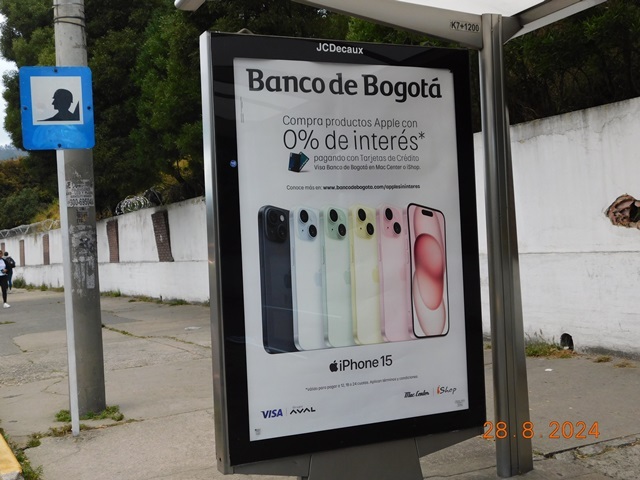 K7+1200
JCDecaux
Banco de Bogotá
Compra productos Apple con
0% de interés*
pagando con Tarjetas de Crédito
Visa Banco de Bogotá en Mac Center o iShop.
Conoce más en: www.bancodebogota.com/applesininteres
iPhone 15
VISA AVAL
Mac Center iShop
28. 8. 2024